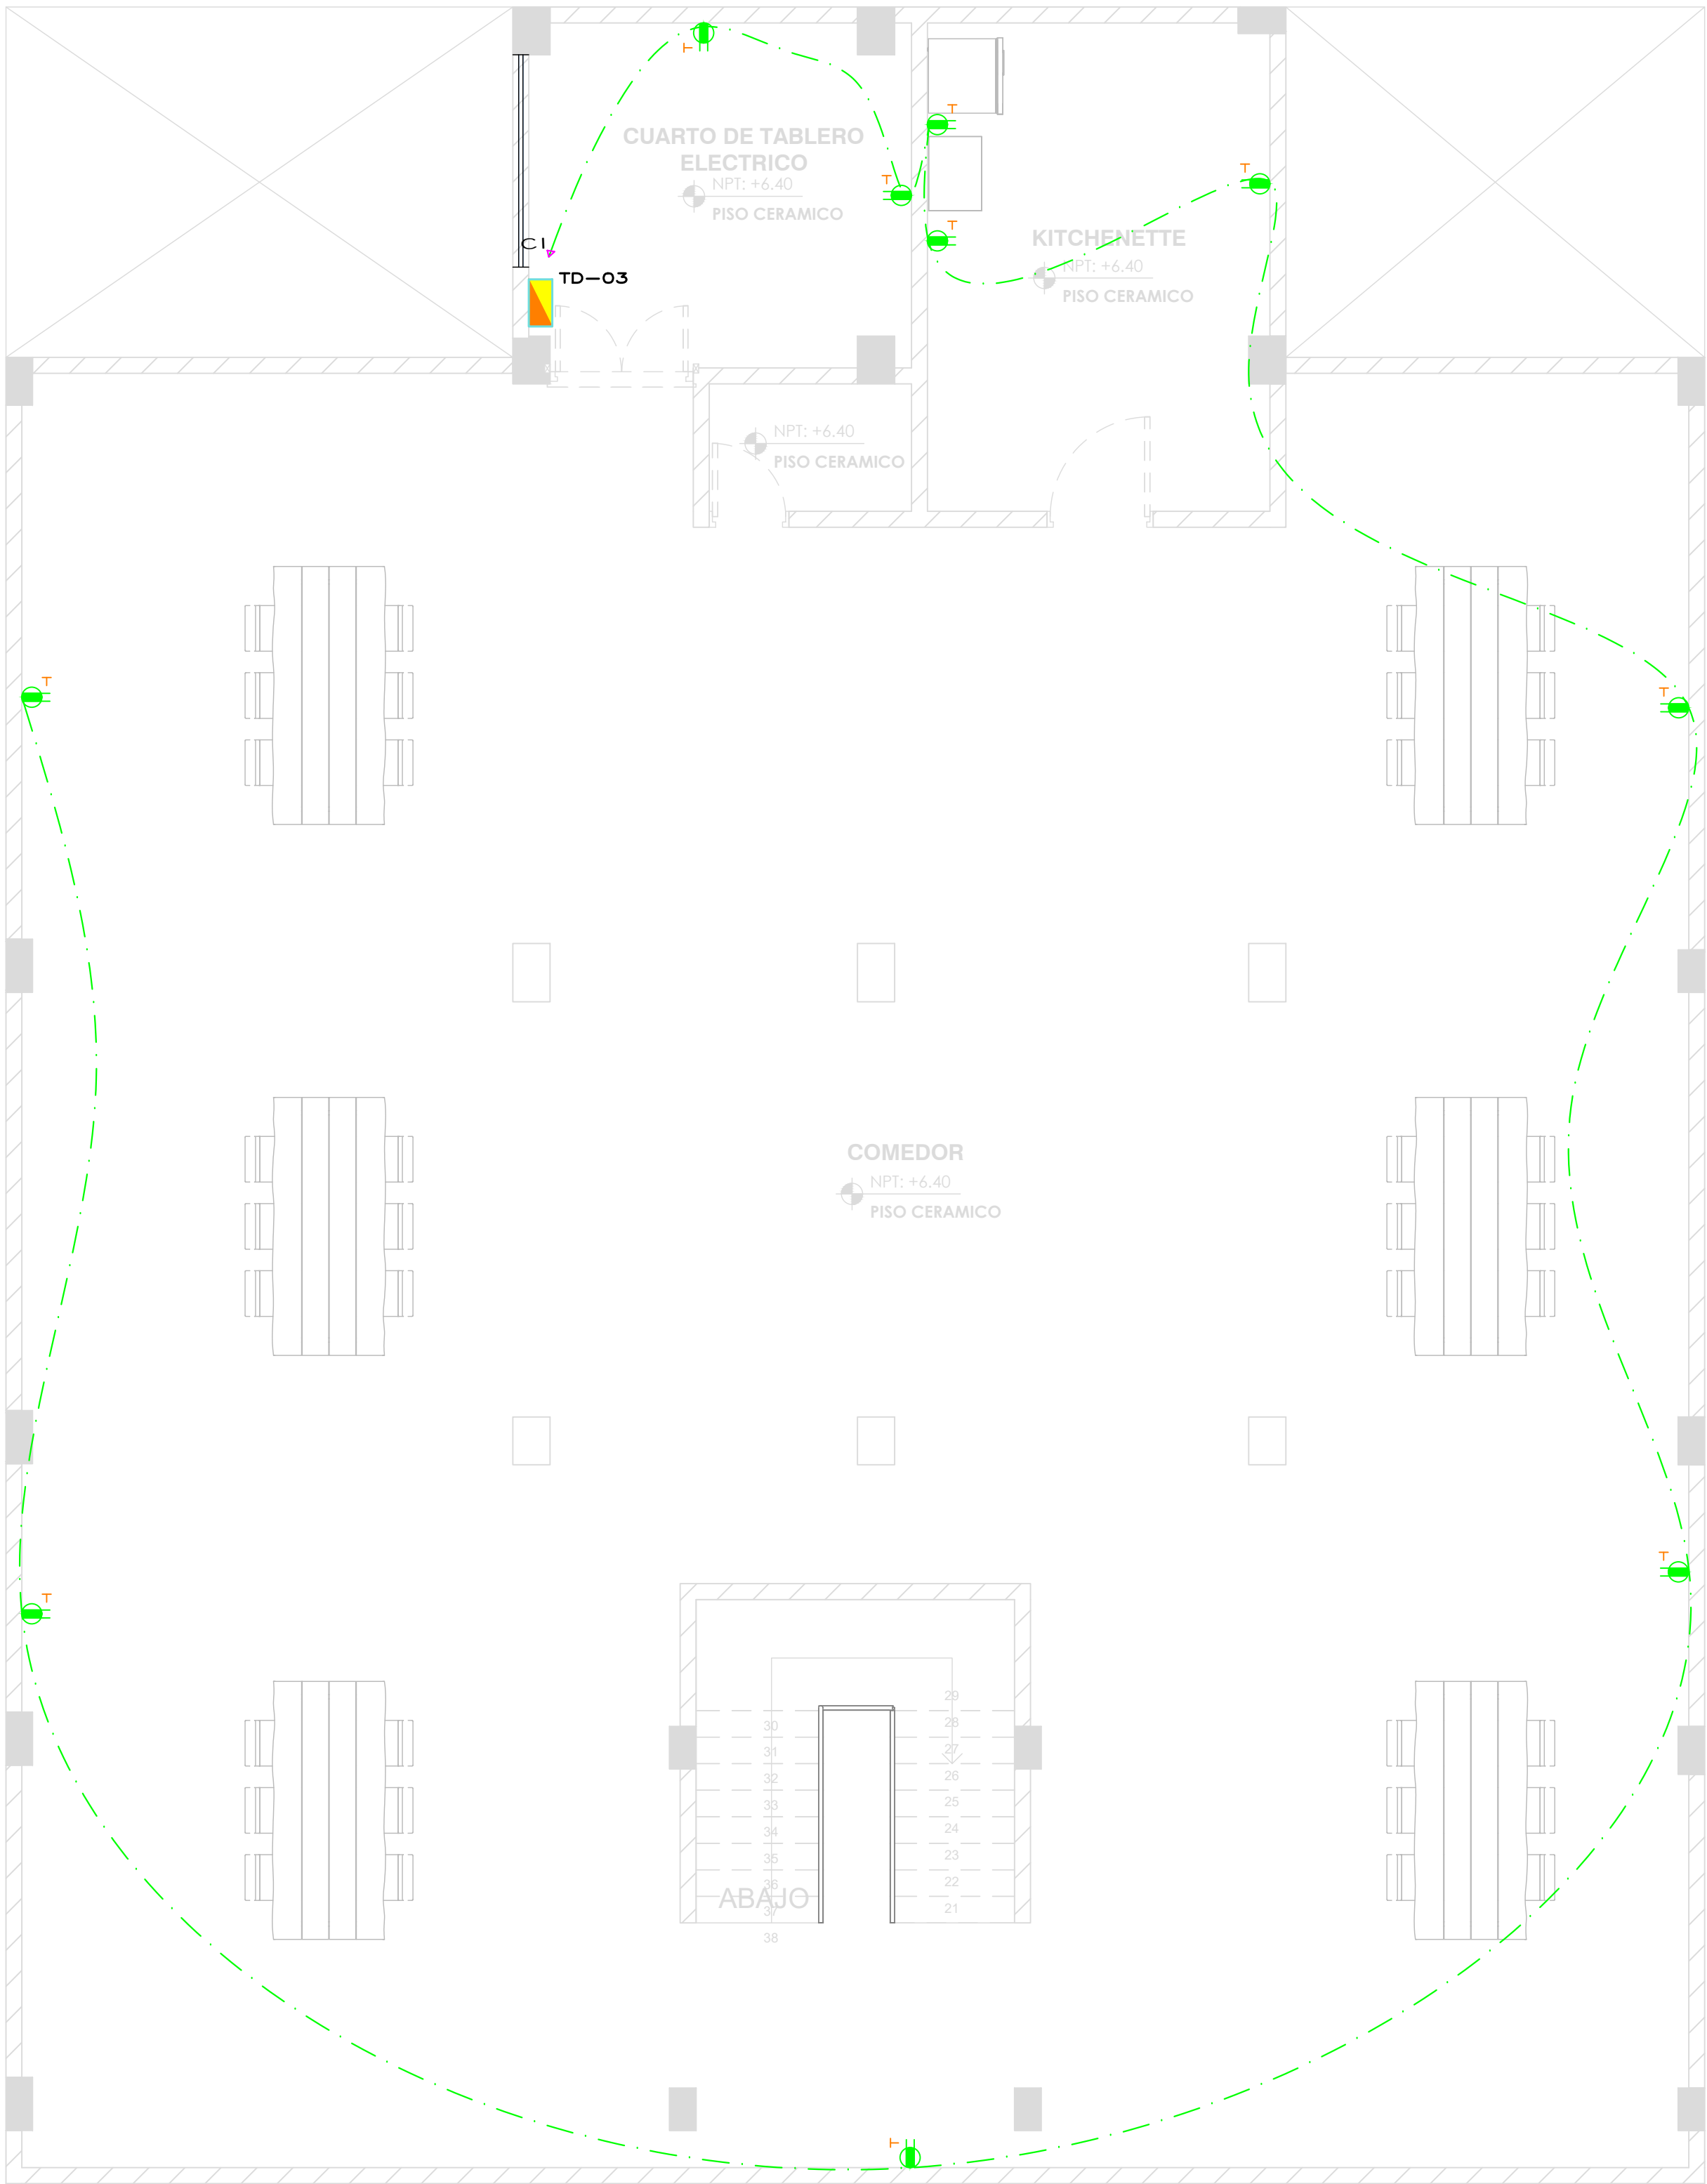 T
CUARTO DE TABLERO
ELECTRICO
NPT: +6.40
PISO CERAMICO
T
T
T
T
C1
TD-03
KITCHENETTE
NPT: +6.40
PISO CERAMICO
NPT: +6.40
PISO CERAMICO
T
T
COMEDOR
NPT: +6.40
PISO CERAMICO
T
T
29
30
28
31
27
32
26
33
25
34
24
35
23
36
22
ABAJO
37
21
38
T